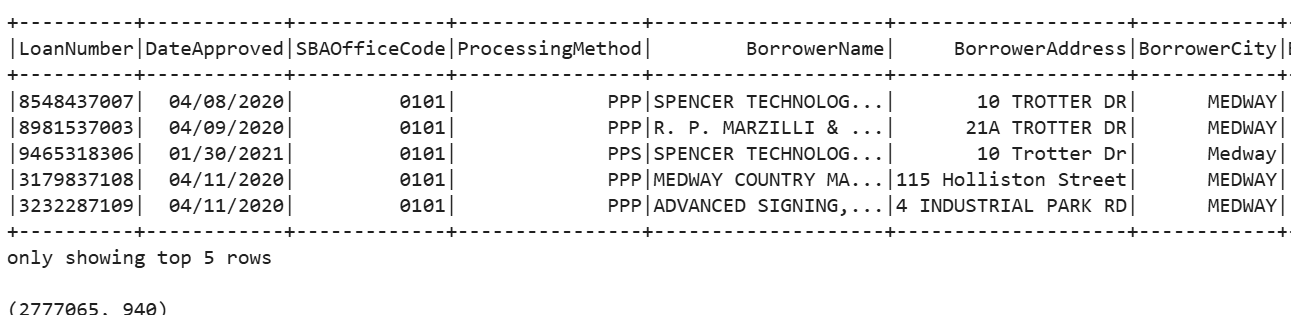 +----------+------------+-------------+----------------+--------------------+--------------------+------------+-
|LoanNumber|DateApproved|SBAOfficeCode|ProcessingMethod|        BorrowerName|     BorrowerAddress|BorrowerCity|
+----------+------------+-------------+----------------+--------------------+--------------------+------------+-
|8548437007|  04/08/2020|         0101|             PPP|SPENCER TECHNOLOG...|       10 TROTTER DR|      MEDWAY|
|8981537003|  04/09/2020|         0101|             PPP|R. P. MARZILLI & ...|      21A TROTTER DR|      MEDWAY|
|9465318306|  01/30/2021|         0101|             PPS|SPENCER TECHNOLOG...|       10 Trotter Dr|      Medway|
|3179837108|  04/11/2020|         0101|             PPP|MEDWAY COUNTRY MA...|115 Holliston Street|      MEDWAY|
|3232287109|  04/11/2020|         0101|             PPP|ADVANCED SIGNING,...|4 INDUSTRIAL PARK RD|      MEDWAY|
+----------+------------+-------------+----------------+--------------------+--------------------+------------+-
only showing top 5 rows
(2777065, 940)